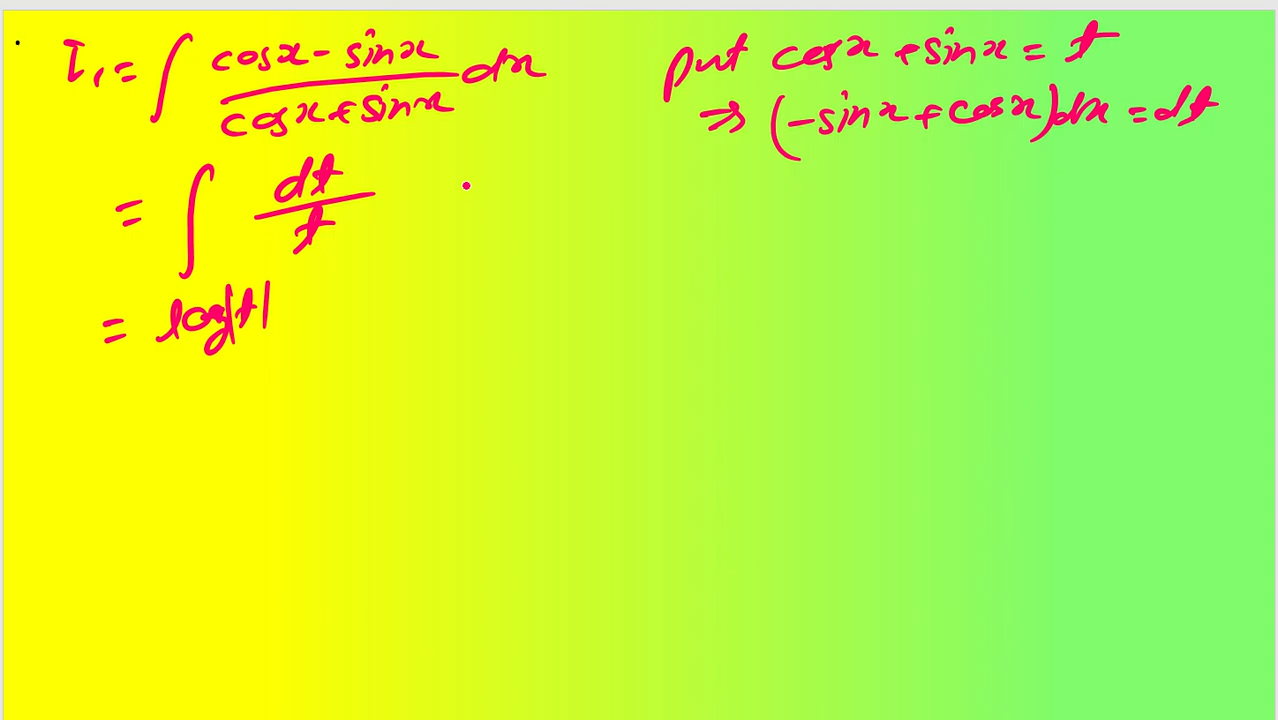 I₁ = ∫ (cosx - sinx)/(cosx + sinx) dx
put cosx + sinx = t
⇒ (-sinx + cosx)dx = dt
= ∫ dt/t
= log|t|